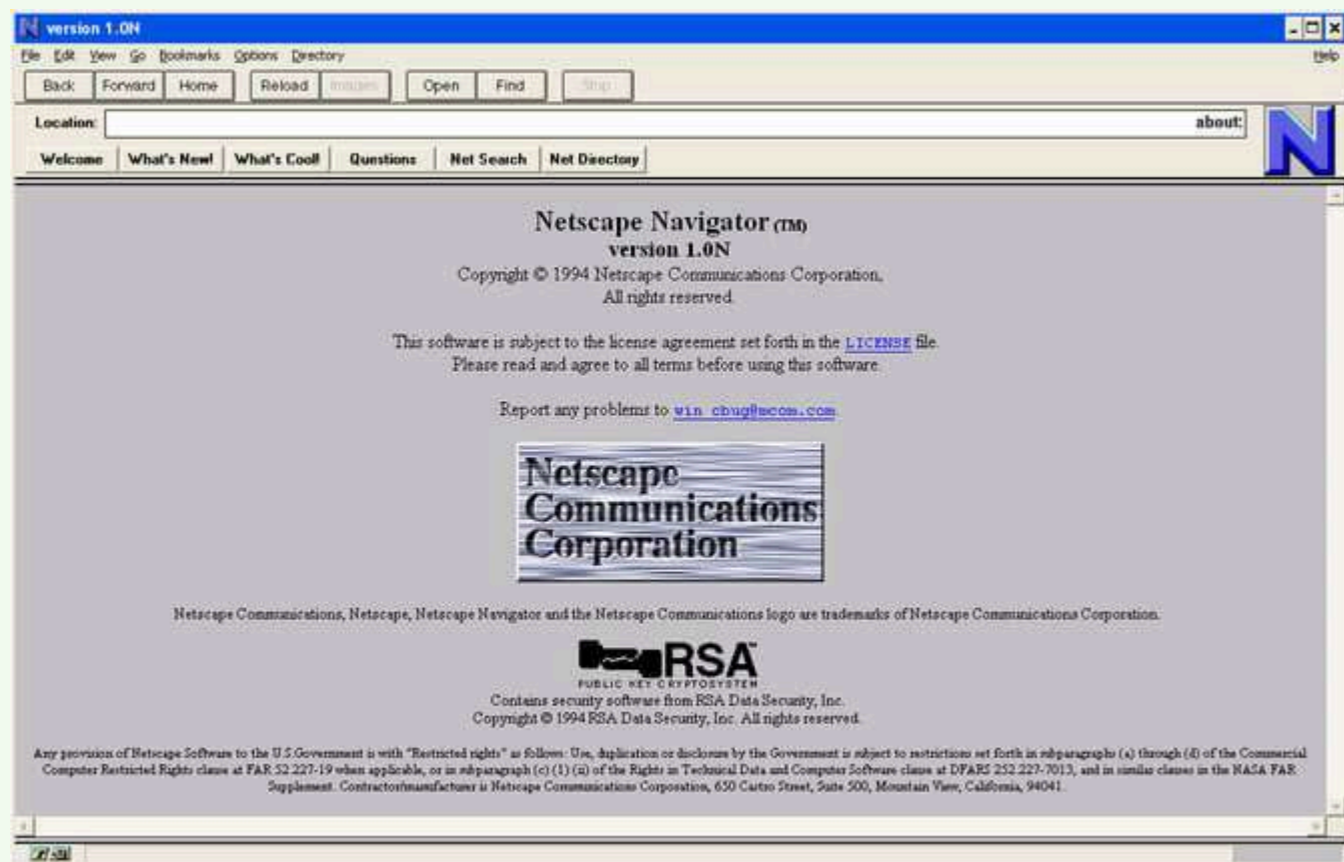 version 1.0N
File Edit View Go Bookmarks Options Directory Help
Back Forward Home Reload Images Open Find Stop
Location: about:
Welcome What's New! What's Cool! Questions Net Search Net Directory
Netscape Navigator (TM)
version 1.0N
Copyright © 1994 Netscape Communications Corporation,
All rights reserved.
This software is subject to the license agreement set forth in the LICENSE file.
Please read and agree to all terms before using this software.
Report any problems to win_cbug@mcom.com
Netscape
Communications
Corporation
Netscape Communications, Netscape, Netscape Navigator and the Netscape Communications logo are trademarks of Netscape Communications Corporation.
RSA™
PUBLIC KEY CRYPTOSYSTEM
Contains security software from RSA Data Security, Inc.
Copyright © 1994 RSA Data Security, Inc. All rights reserved.
Any provision of Netscape Software to the U.S.Government is with "Restricted rights" as follows: Use, duplication or disclosure by the Government is subject to restrictions set forth in subparagraphs (a) through (d) of the Commercial
Computer Restricted Rights clause at FAR 52.227-19 when applicable, or in subparagraph (c) (1) (ii) of the Rights in Technical Data and Computer Software clause at DFARS 252.227-7013, and in similar clauses in the NASA FAR
Supplement. Contractor/manufacturer is Netscape Communications Corporation, 650 Castro Street, Suite 500, Mountain View, California, 94041.